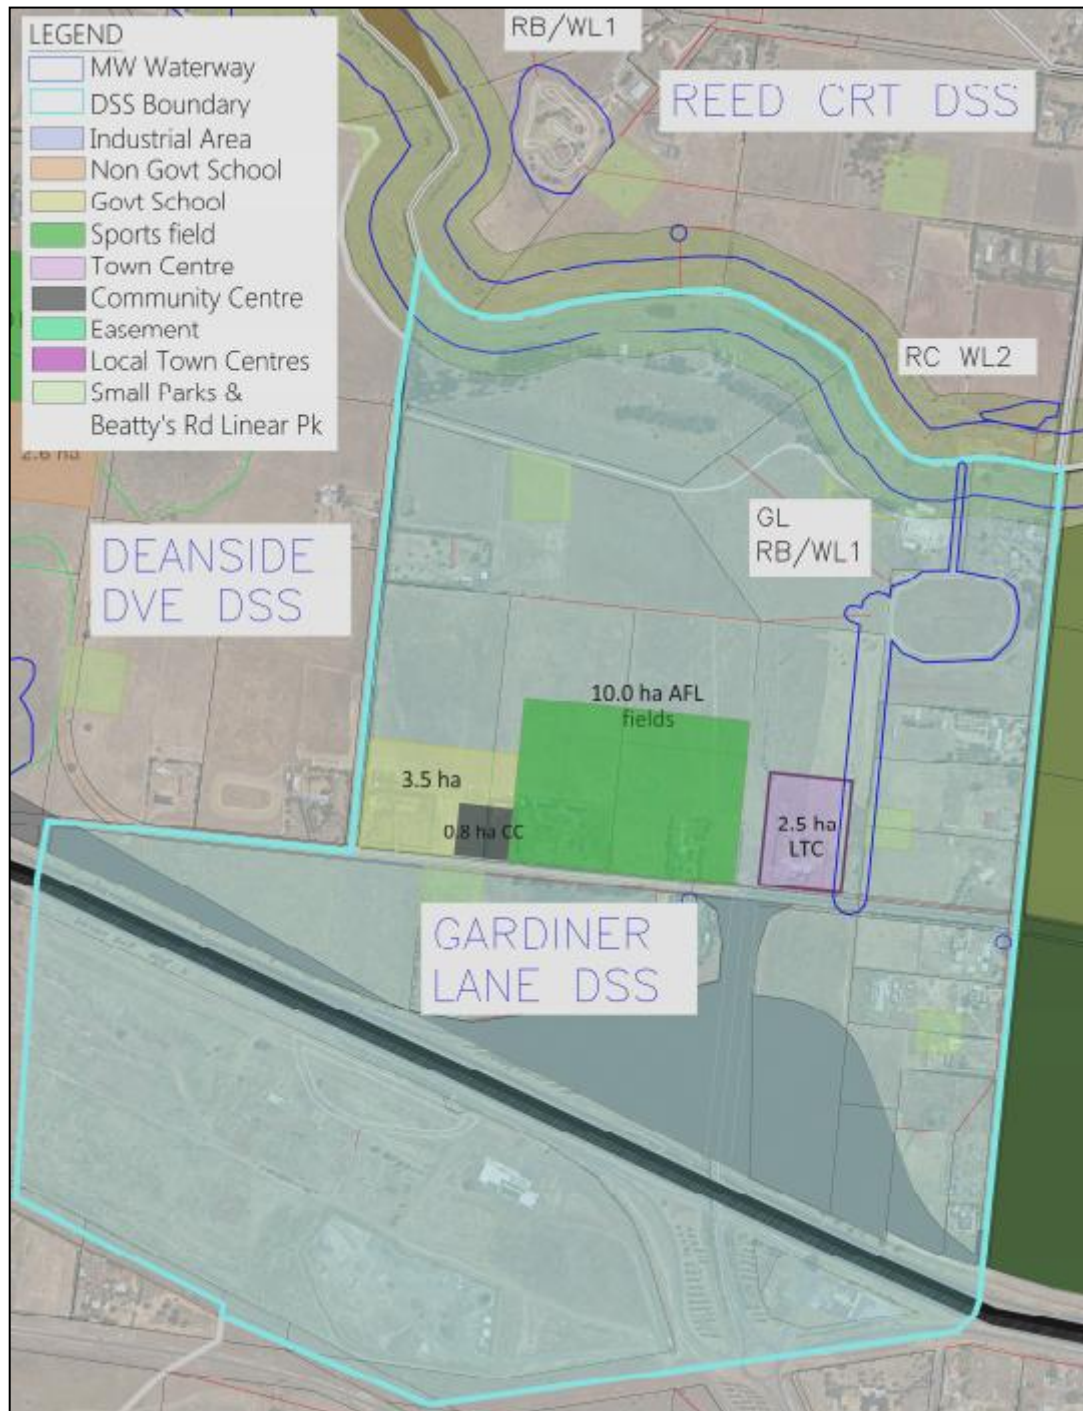 LEGEND
MW Waterway
DSS Boundary
Industrial Area
Non Govt School
Govt School
Sports field
Town Centre
Community Centre
Easement
Local Town Centres
Small Parks &
Beatty's Rd Linear Pk
RB/WL1
REED CRT DSS
RC WL2
2.6 ha
GL
RB/WL1
DEANSIDE
DVE DSS
10.0 ha AFL
fields
3.5 ha
0.8 ha CC
2.5 ha
LTC
GARDINER
LANE DSS